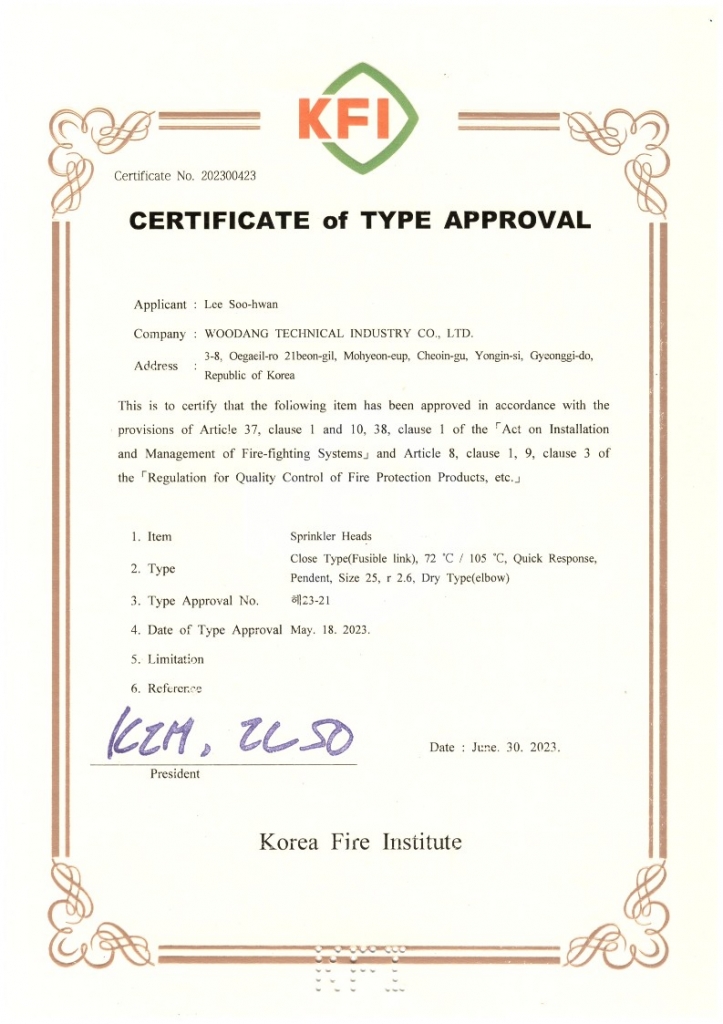 KFI
Certificate No. 202300423
CERTIFICATE of TYPE APPROVAL
Applicant : Lee Soo-hwan
Company : WOODANG TECHNICAL INDUSTRY CO., LTD.
Address : 3-8, Oegaeil-ro 21beon-gil, Mohyeon-eup, Cheoin-gu, Yongin-si, Gyeonggi-do,
Republic of Korea
This is to certify that the following item has been approved in accordance with the
provisions of Article 37, clause 1 and 10, 38, clause 1 of the「Act on Installation
and Management of Fire-fighting Systems」and Article 8, clause 1, 9, clause 3 of
the「Regulation for Quality Control of Fire Protection Products, etc.」
1. Item Sprinkler Heads
2. Type Close Type(Fusible link), 72 ℃ / 105 ℃, Quick Response,
Pendent, Size 25, r 2.6, Dry Type(elbow)
3. Type Approval No. 헤23-21
4. Date of Type Approval May. 18. 2023.
5. Limitation
6. Reference
Date : June. 30. 2023.
President
Korea Fire Institute
KFI